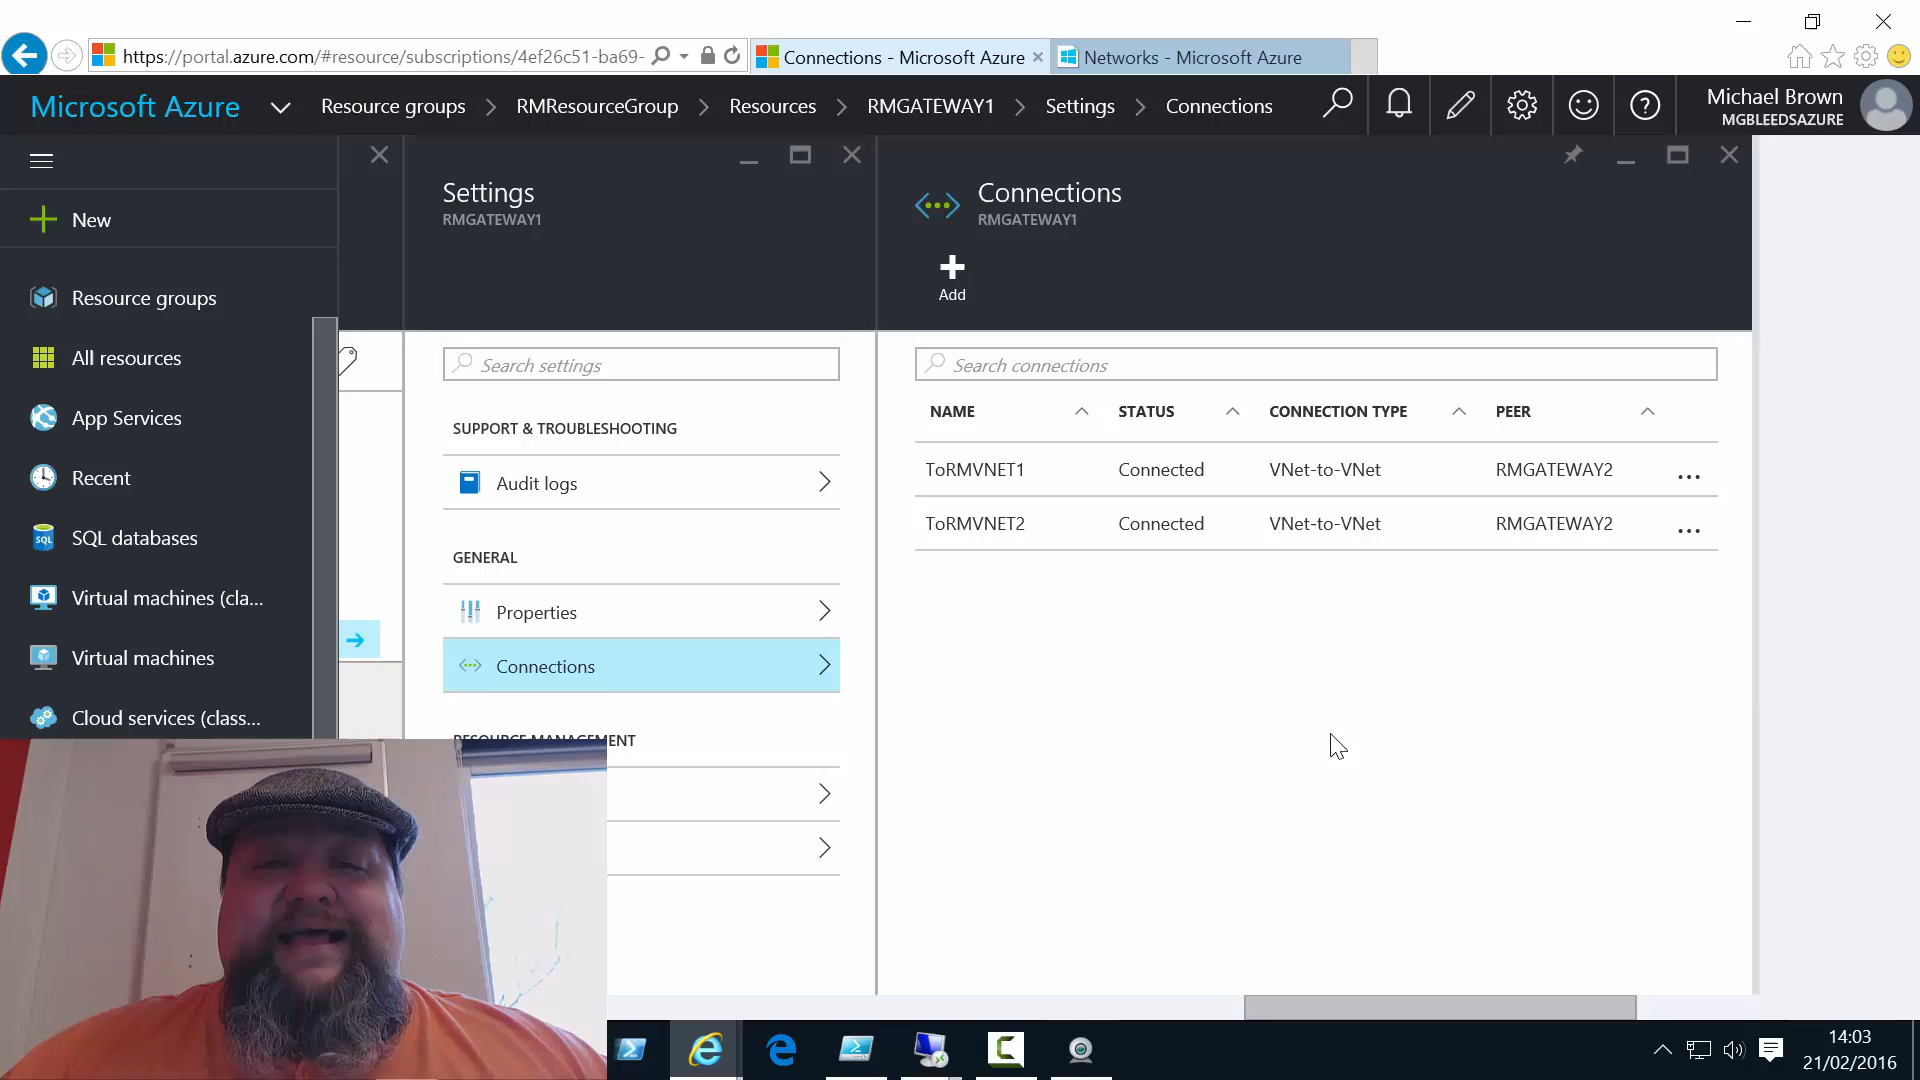 https://portal.azure.com/#resource/subscriptions/4ef26c51-ba69-
Connections - Microsoft Azure
Networks - Microsoft Azure
Microsoft Azure
Resource groups
RMResourceGroup
Resources
RMGATEWAY1
Settings
Connections
Michael Brown
MGBLEEDSAZURE
New
Resource groups
All resources
App Services
Recent
SQL databases
Virtual machines (cla...
Virtual machines
Cloud services (class...
Settings
RMGATEWAY1
Search settings
SUPPORT & TROUBLESHOOTING
Audit logs
GENERAL
Properties
Connections
RESOURCE MANAGEMENT
Connections
RMGATEWAY1
Add
Search connections
NAME STATUS CONNECTION TYPE PEER
ToRMVNET1 Connected VNet-to-VNet RMGATEWAY2 ...
ToRMVNET2 Connected VNet-to-VNet RMGATEWAY2 ...
14:03
21/02/2016